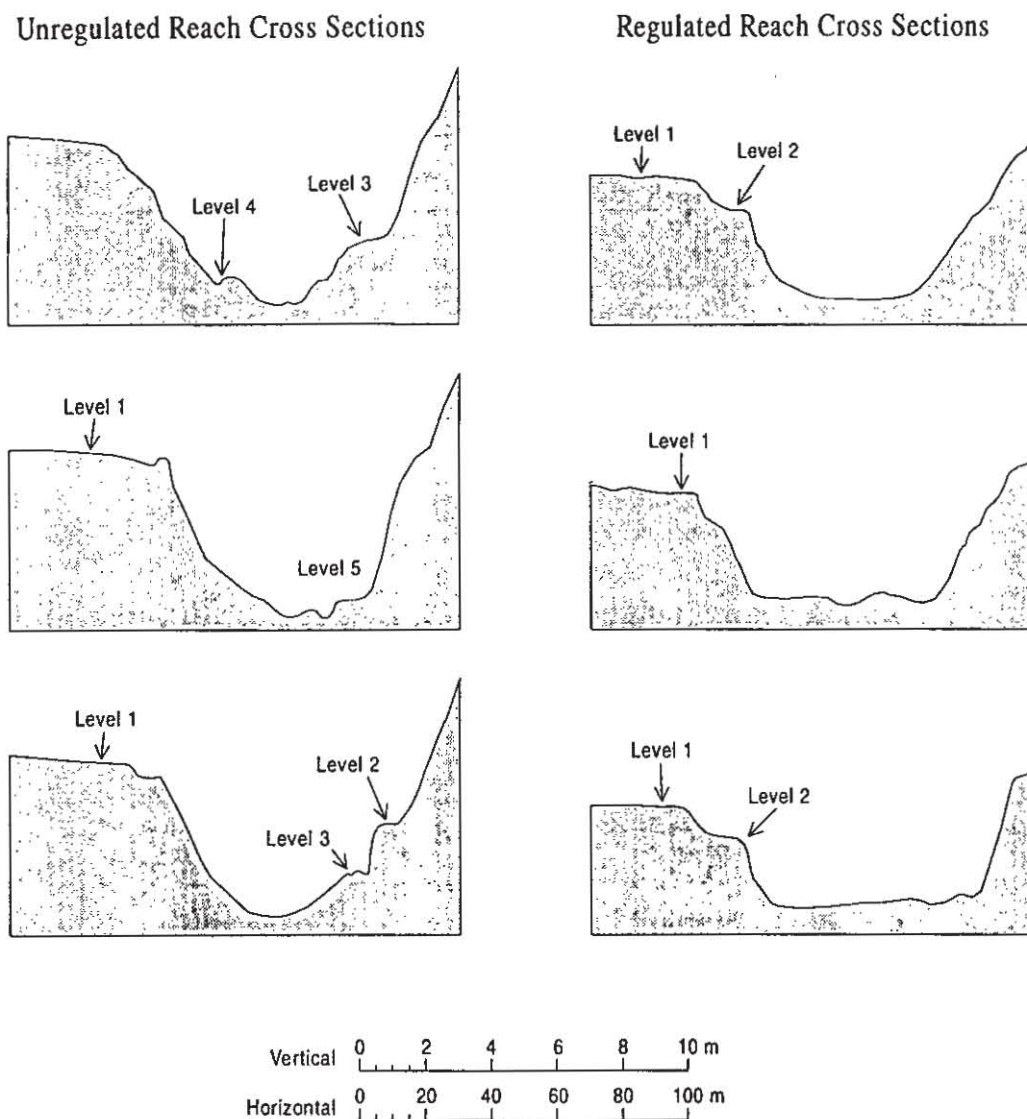 Unregulated Reach Cross Sections
Regulated Reach Cross Sections
Level 4
Level 3
Level 1
Level 2
Level 1
Level 5
Level 1
Level 1
Level 2
Level 3
Level 1
Level 2
Vertical 0 2 4 6 8 10 m
Horizontal 0 20 40 60 80 100 m